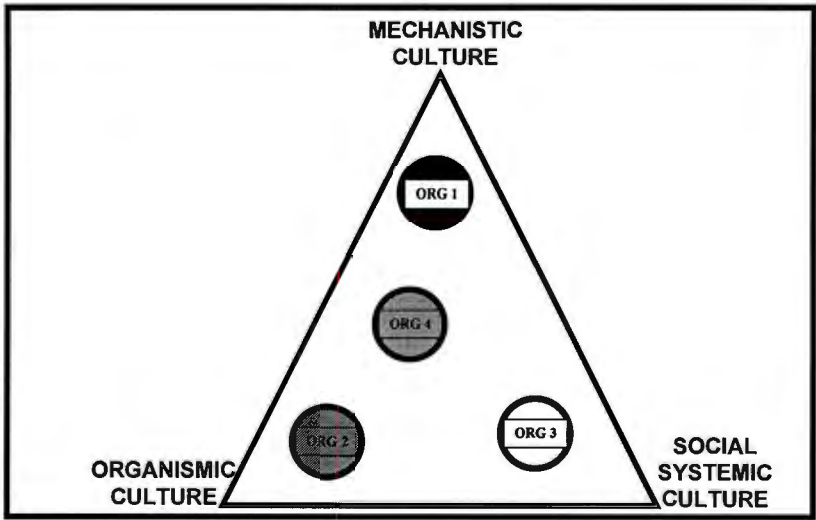 MECHANISTIC
CULTURE
ORG 1
ORG 4
ORG 2
ORG 3
ORGANISMIC
CULTURE
SOCIAL
SYSTEMIC
CULTURE